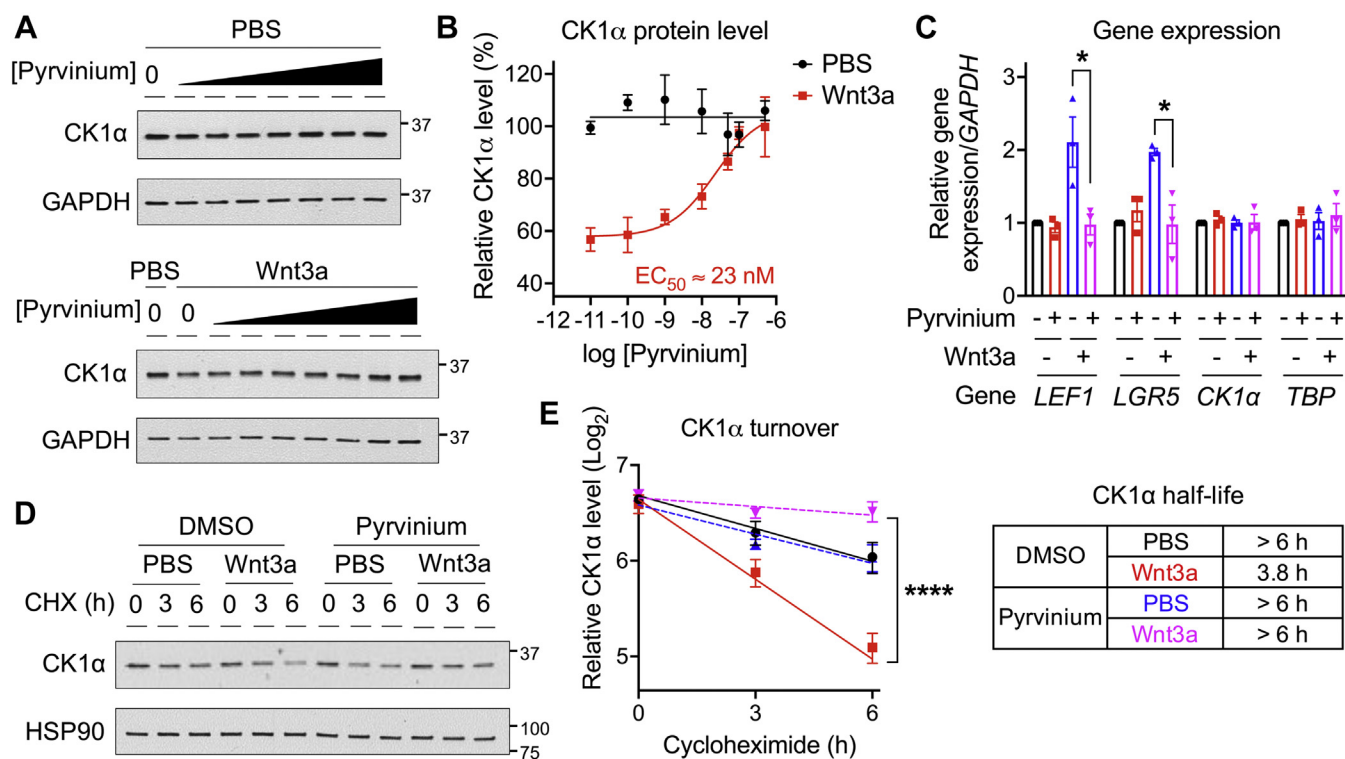 A
PBS
[Pyrvinium] 0
CK1α
37
GAPDH
37
PBS Wnt3a
[Pyrvinium] 0 0
CK1α
37
GAPDH
37
B
CK1α protein level
Relative CK1α level (%)
120
100
80
60
40
-12 -11 -10 -9 -8 -7 -6
log [Pyrvinium]
PBS
Wnt3a
EC50 ≈ 23 nM
C
Gene expression
Relative gene
expression/GAPDH
3
2
1
0
* *
Pyrvinium - + - + - + - + - + - + - + - +
Wnt3a - + - + - + - +
Gene LEF1 LGR5 CK1α TBP
D
DMSO Pyrvinium
PBS Wnt3a PBS Wnt3a
CHX (h) 0 3 6 0 3 6 0 3 6 0 3 6
CK1α
37
HSP90
100
75
E
CK1α turnover
Relative CK1α level (Log2)
7
6
5
0 3 6
Cycloheximide (h)
****
CK1α half-life
DMSO PBS > 6 h
Wnt3a 3.8 h
Pyrvinium PBS > 6 h
Wnt3a > 6 h